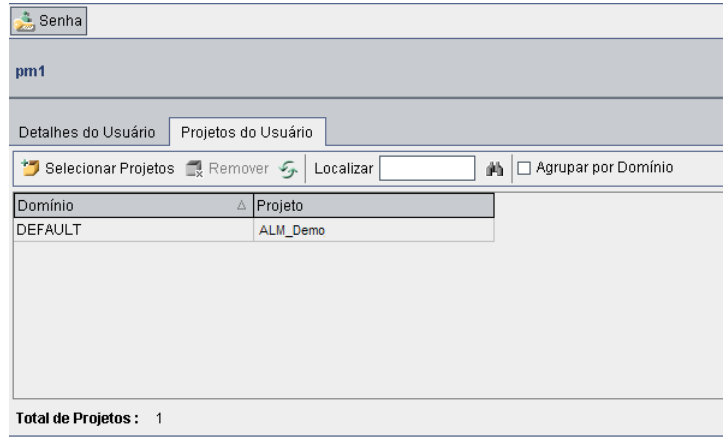 Senha
pm1
Detalhes do Usuário Projetos do Usuário
Selecionar Projetos Remover Localizar Agrupar por Domínio
Domínio Projeto
DEFAULT ALM_Demo
Total de Projetos : 1